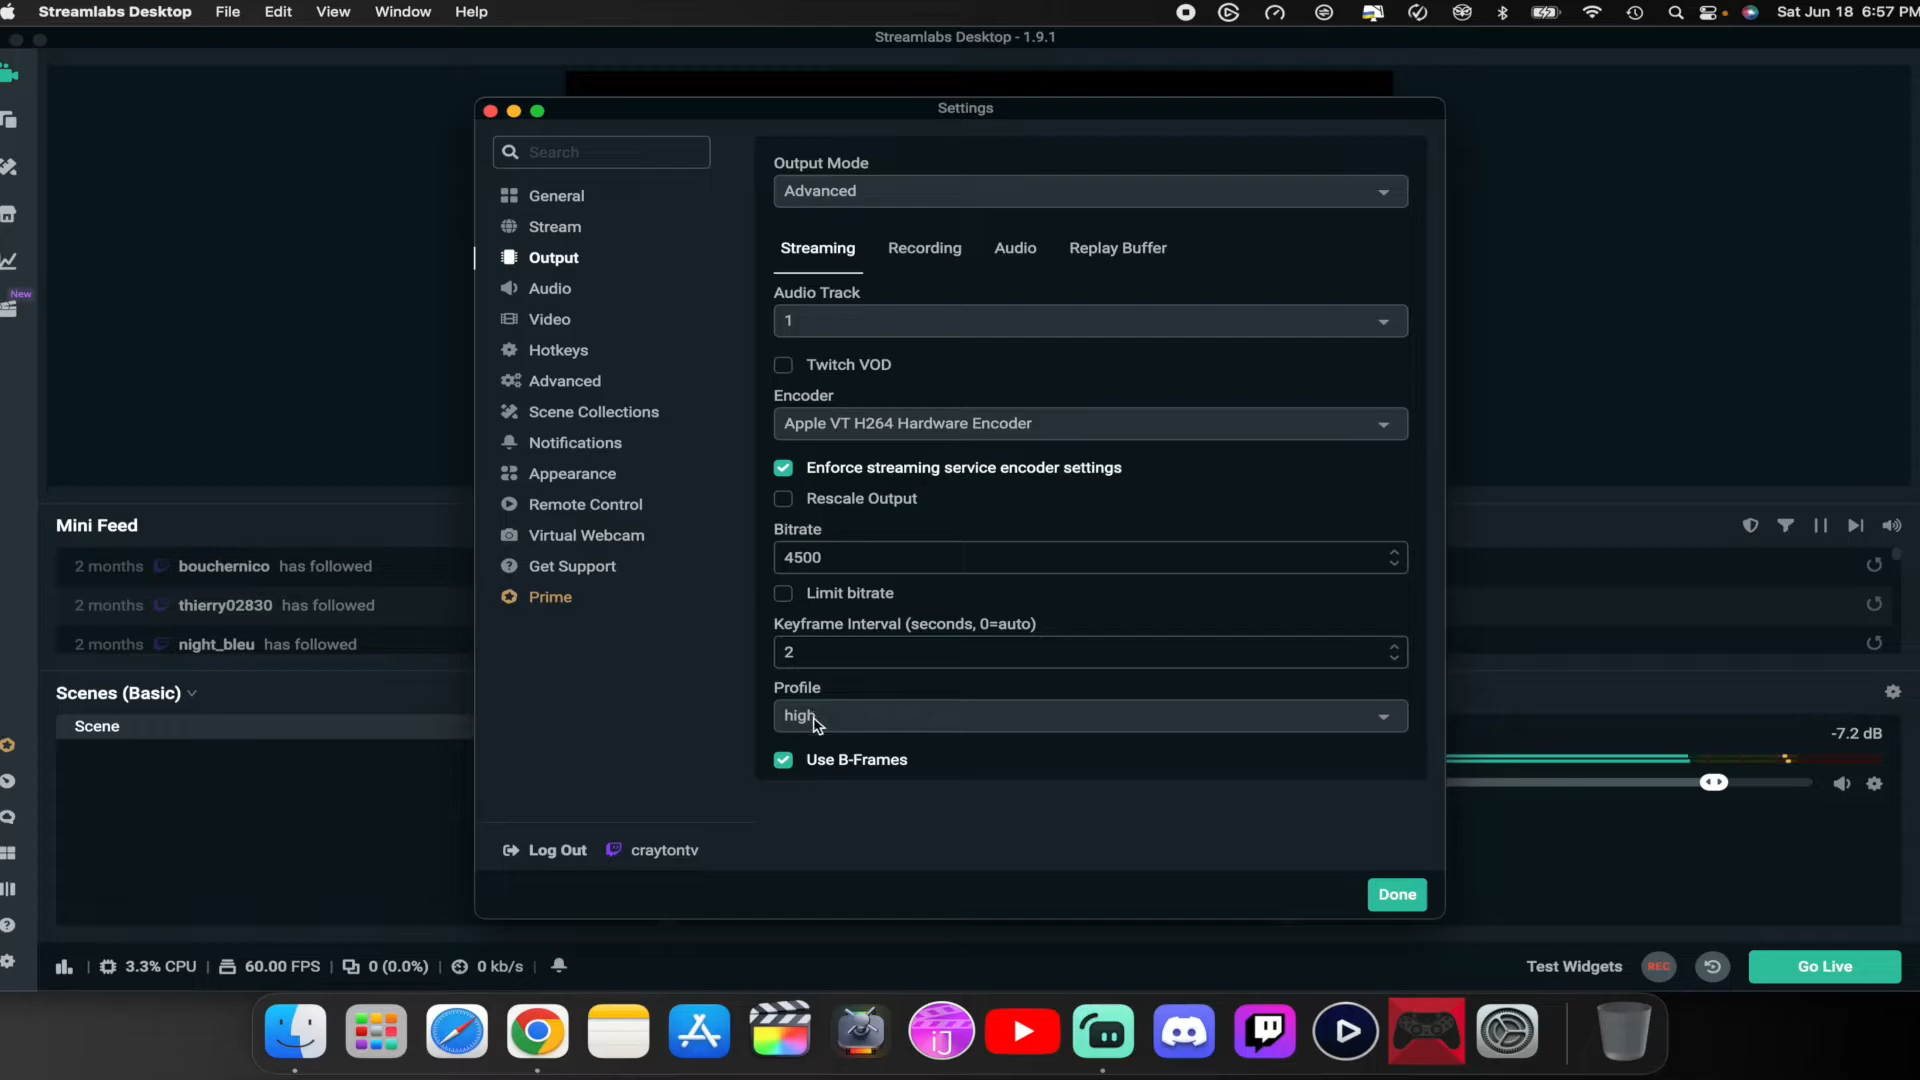 Streamlabs Desktop File Edit View Window Help
Sat Jun 18 6:57 PM
Streamlabs Desktop - 1.9.1
New
Settings
Search
General
Stream
Output
Audio
Video
Hotkeys
Advanced
Scene Collections
Notifications
Appearance
Remote Control
Virtual Webcam
Get Support
Prime
Log Out craytontv
Output Mode
Advanced
Streaming Recording Audio Replay Buffer
Audio Track
1
Twitch VOD
Encoder
Apple VT H264 Hardware Encoder
Enforce streaming service encoder settings
Rescale Output
Bitrate
4500
Limit bitrate
Keyframe Interval (seconds, 0=auto)
2
Profile
high
Use B-Frames
Done
Mini Feed
2 months bouchernico has followed
2 months thierry02830 has followed
2 months night_bleu has followed
Scenes (Basic)
Scene
-7.2 dB
3.3% CPU 60.00 FPS 0 (0.0%) 0 kb/s
Test Widgets REC Go Live
ij